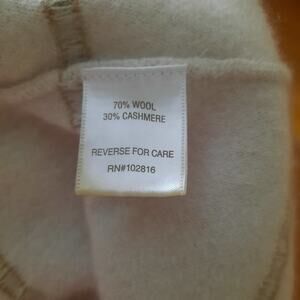 70% WOOL
30% CASHMERE
REVERSE FOR CARE
RN#102816